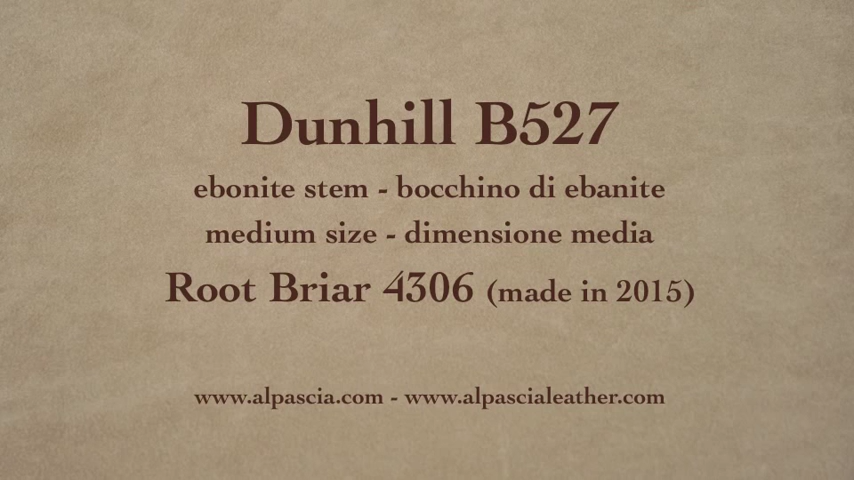 Dunhill B527
ebonite stem - bocchino di ebanite
medium size - dimensione media
Root Briar 4306 (made in 2015)
www.alpascia.com - www.alpascialeather.com